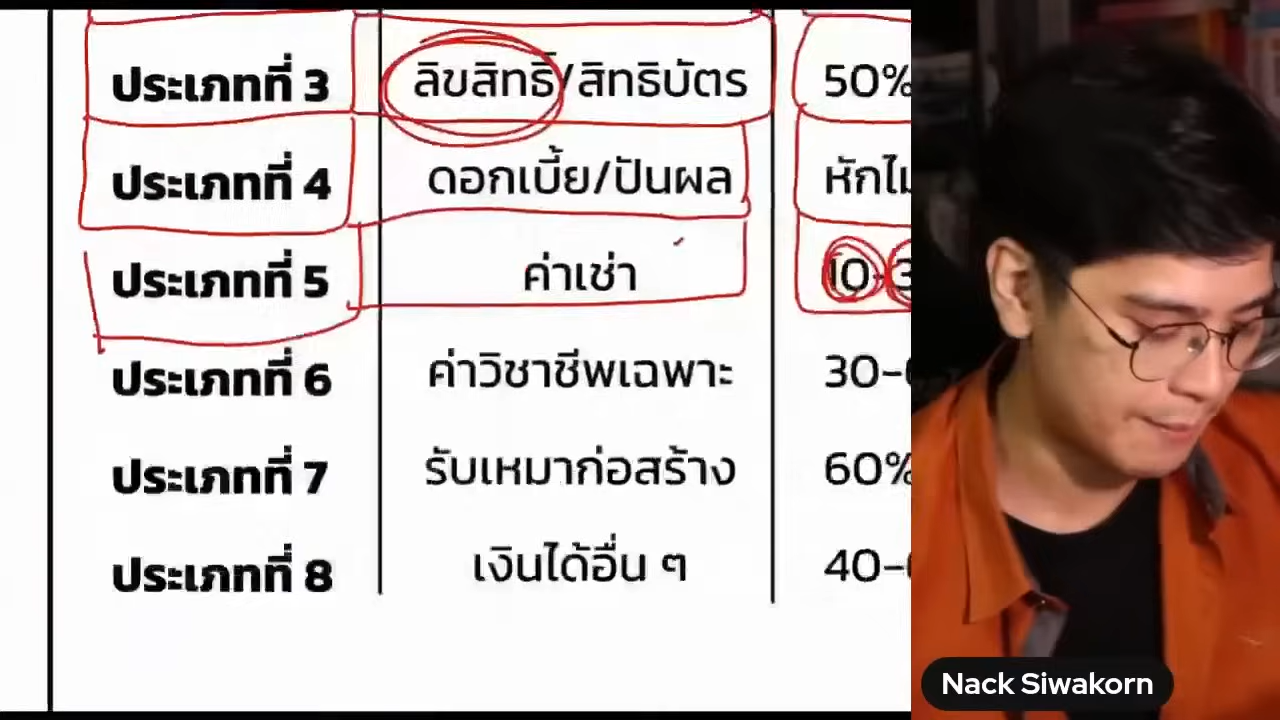 ประเภทที่ 3 ลิขสิทธิ์/สิทธิบัตร 50%
ประเภทที่ 4 ดอกเบี้ย/ปันผล
ประเภทที่ 5 ค่าเช่า 10-3
ประเภทที่ 6 ค่าวิชาชีพเฉพาะ 30-
ประเภทที่ 7 รับเหมาก่อสร้าง 60%
ประเภทที่ 8 เงินได้อื่น ๆ 40-
Nack Siwakorn